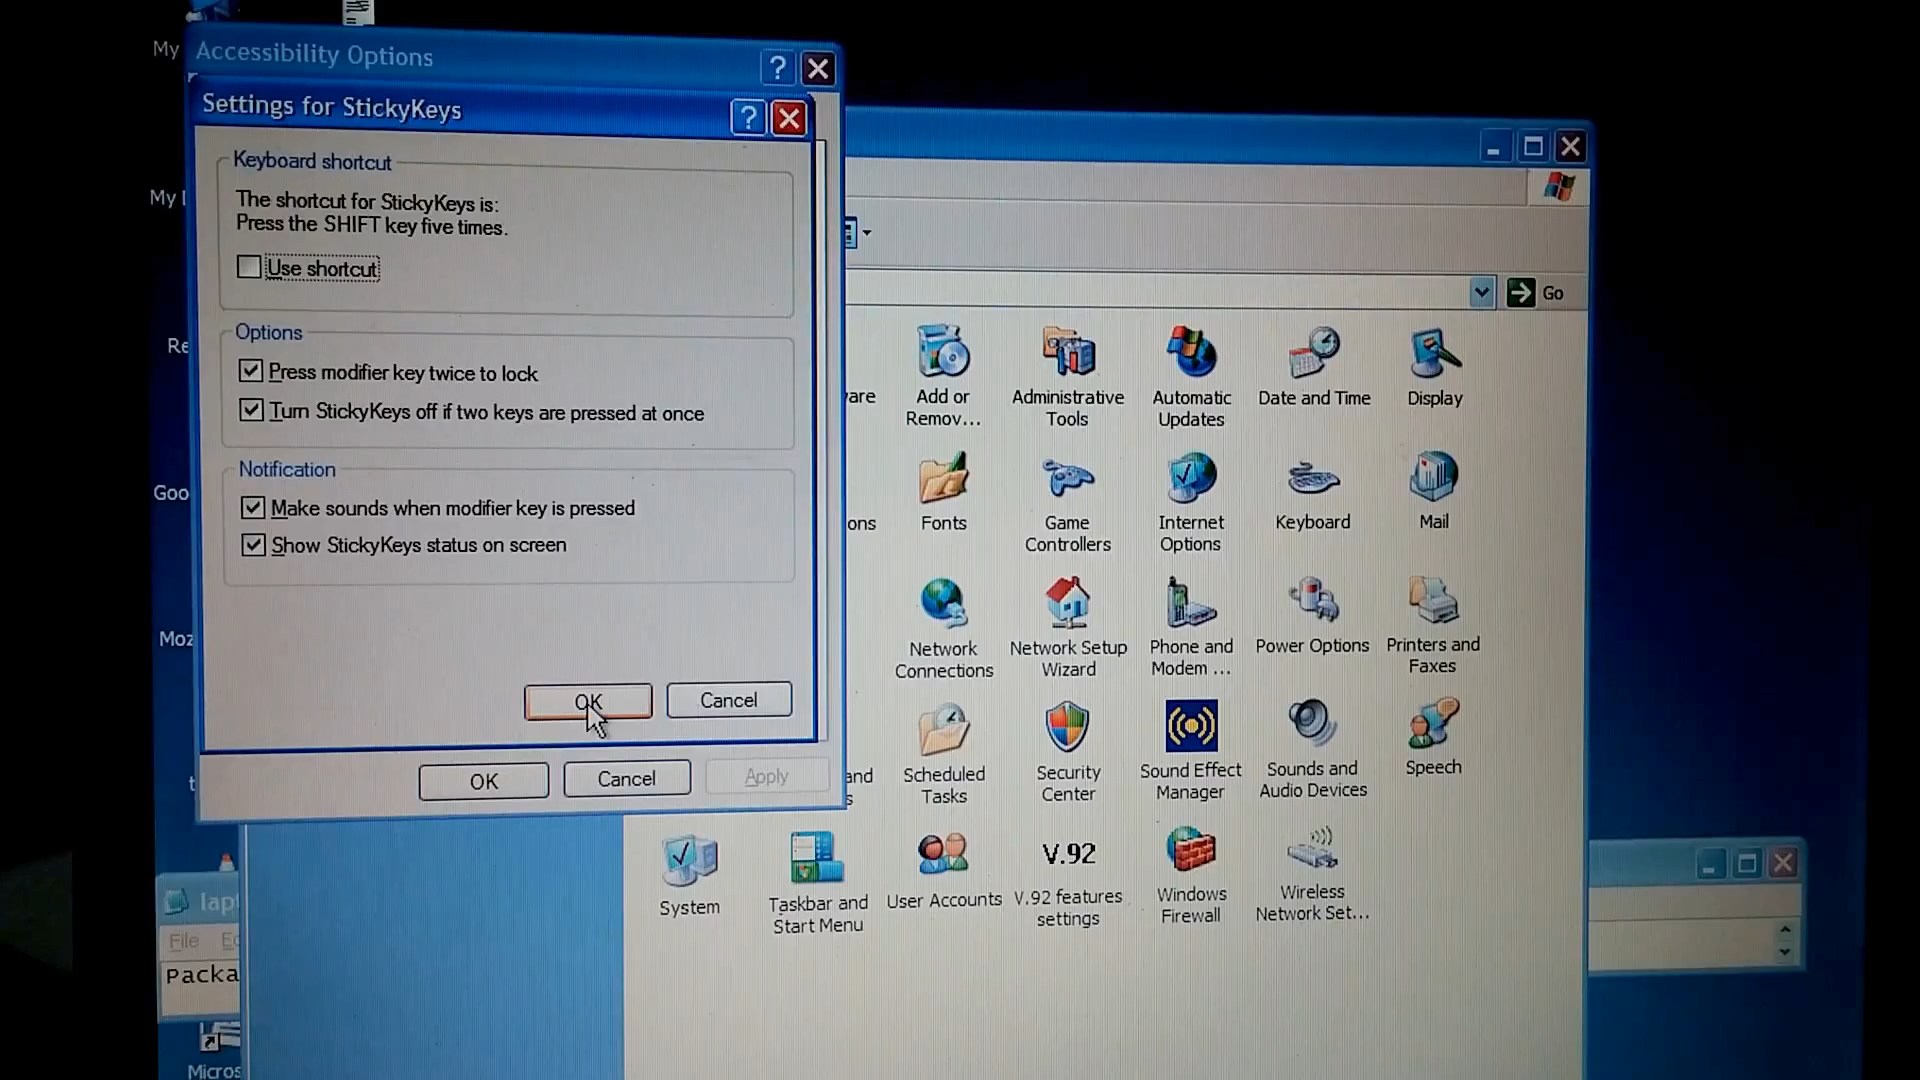 My
Accessibility Options
?
Settings for StickyKeys
?
Keyboard shortcut
The shortcut for StickyKeys is:
Press the SHIFT key five times.
Use shortcut
Options
Press modifier key twice to lock
Turn StickyKeys off if two keys are pressed at once
Notification
Make sounds when modifier key is pressed
Show StickyKeys status on screen
OK Cancel
OK Cancel Apply
My
Re
Goo
Moz
Go
are
Add or
Remov...
Administrative
Tools
Automatic
Updates
Date and Time
Display
ons
Fonts
Game
Controllers
Internet
Options
Keyboard
Mail
Network
Connections
Network Setup
Wizard
Phone and
Modem ...
Power Options
Printers and
Faxes
and
s
Scheduled
Tasks
Security
Center
Sound Effect
Manager
Sounds and
Audio Devices
Speech
System
Taskbar and
Start Menu
User Accounts
V.92
V.92 features
settings
Windows
Firewall
Wireless
Network Set...
lap
File Ed
Packa
Micros